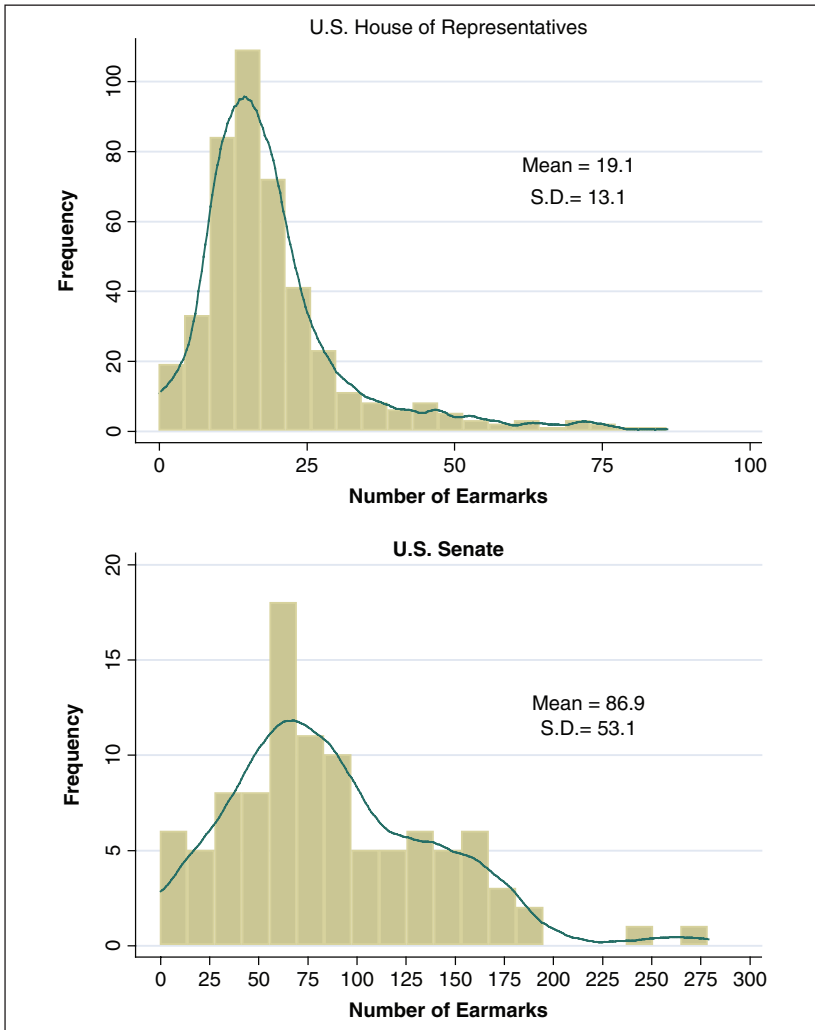 U.S. House of Representatives
100
80
60
40
20
0
Frequency
Mean = 19.1
S.D.= 13.1
0 25 50 75 100
Number of Earmarks
U.S. Senate
20
15
10
5
0
Frequency
Mean = 86.9
S.D.= 53.1
0 25 50 75 100 125 150 175 200 225 250 275 300
Number of Earmarks